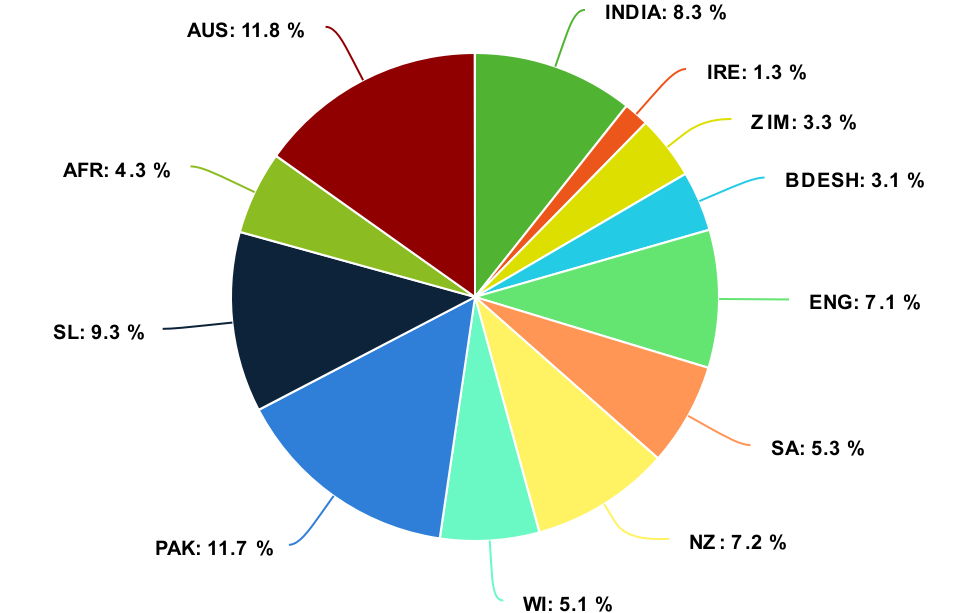 INDIA: 8.3 %
AUS: 11.8 %
IRE: 1.3 %
ZIM: 3.3 %
AFR: 4.3 %
BDESH: 3.1 %
ENG: 7.1 %
SL: 9.3 %
SA: 5.3 %
NZ: 7.2 %
PAK: 11.7 %
WI: 5.1 %